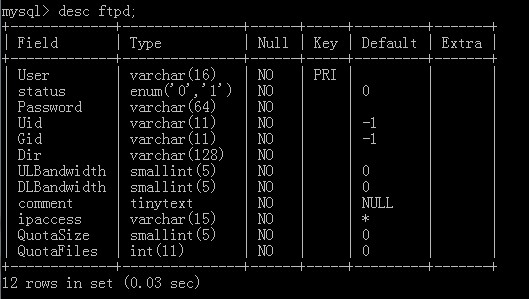 mysql> desc ftpd;
+-------------+---------------+------+-----+---------+-------+
| Field       | Type          | Null | Key | Default | Extra |
+-------------+---------------+------+-----+---------+-------+
| User        | varchar(16)   | NO   | PRI |         |       |
| status      | enum('0','1') | NO   |     | 0       |       |
| Password    | varchar(64)   | NO   |     |         |       |
| Uid         | varchar(11)   | NO   |     | -1      |       |
| Gid         | varchar(11)   | NO   |     | -1      |       |
| Dir         | varchar(128)  | NO   |     |         |       |
| ULBandwidth | smallint(5)   | NO   |     | 0       |       |
| DLBandwidth | smallint(5)   | NO   |     | 0       |       |
| comment     | tinytext      | NO   |     | NULL    |       |
| ipaccess    | varchar(15)   | NO   |     | *       |       |
| QuotaSize   | smallint(5)   | NO   |     | 0       |       |
| QuotaFiles  | int(11)       | NO   |     | 0       |       |
+-------------+---------------+------+-----+---------+-------+
12 rows in set (0.03 sec)